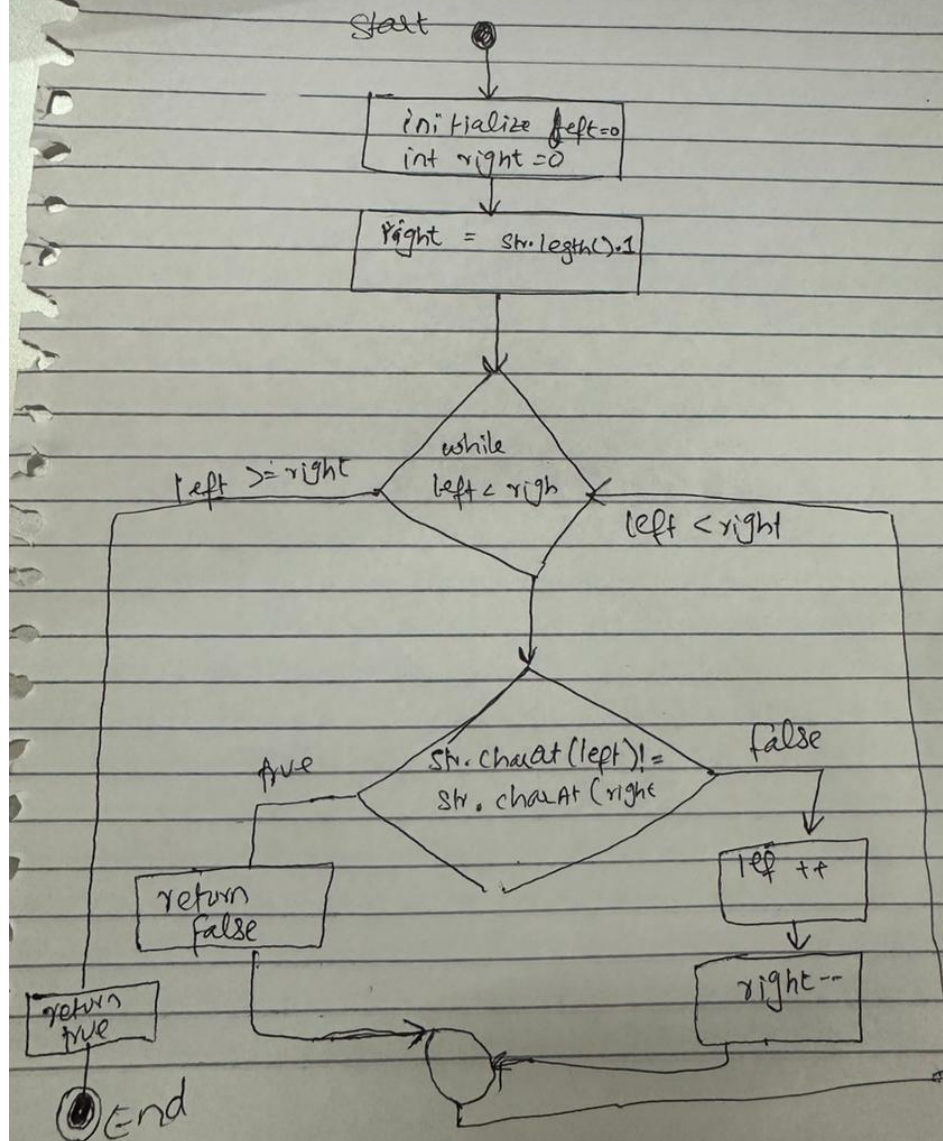 Start
initialize left=0
int right =0
right = str.legth().1
while
left < righ
left >= right
left < right
str.charAt(left)!=
str.charAt(right
true
false
return
false
lef ++
right--
return
true
End